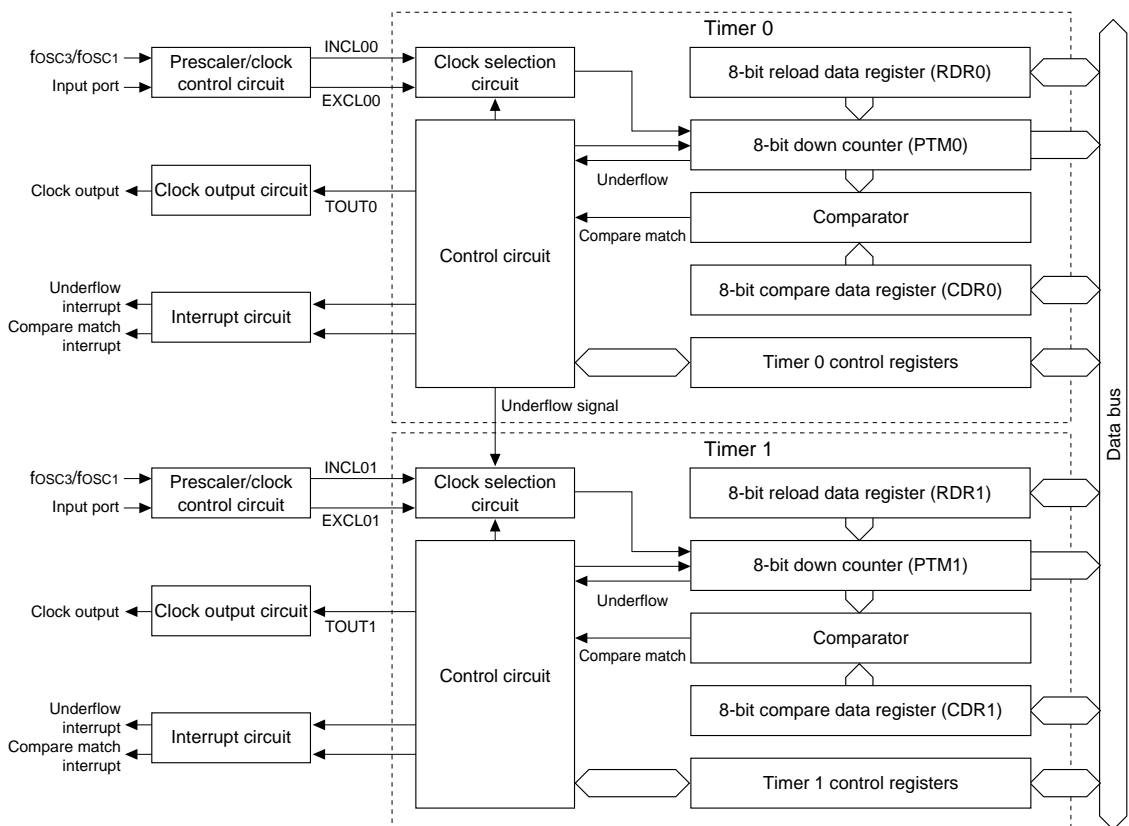 Timer 0
fOSC3/fOSC1
Input port
Prescaler/clock
control circuit
INCL00
EXCL00
Clock selection
circuit
8-bit reload data register (RDR0)
8-bit down counter (PTM0)
Underflow
Clock output
Clock output circuit
TOUT0
Control circuit
Compare match
Comparator
8-bit compare data register (CDR0)
Underflow
interrupt
Compare match
interrupt
Interrupt circuit
Timer 0 control registers
Underflow signal
Data bus
Timer 1
fOSC3/fOSC1
Input port
Prescaler/clock
control circuit
INCL01
EXCL01
Clock selection
circuit
8-bit reload data register (RDR1)
8-bit down counter (PTM1)
Underflow
Clock output
Clock output circuit
TOUT1
Control circuit
Compare match
Comparator
8-bit compare data register (CDR1)
Underflow
interrupt
Compare match
interrupt
Interrupt circuit
Timer 1 control registers